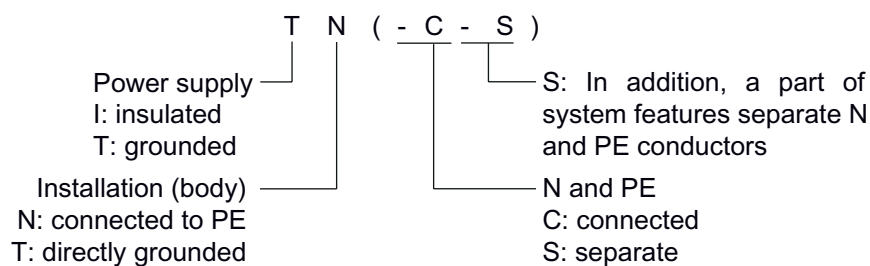 T N ( - C - S )
Power supply
I: insulated
T: grounded
S: In addition, a part of
system features separate N
and PE conductors
Installation (body)
N: connected to PE
T: directly grounded
N and PE
C: connected
S: separate